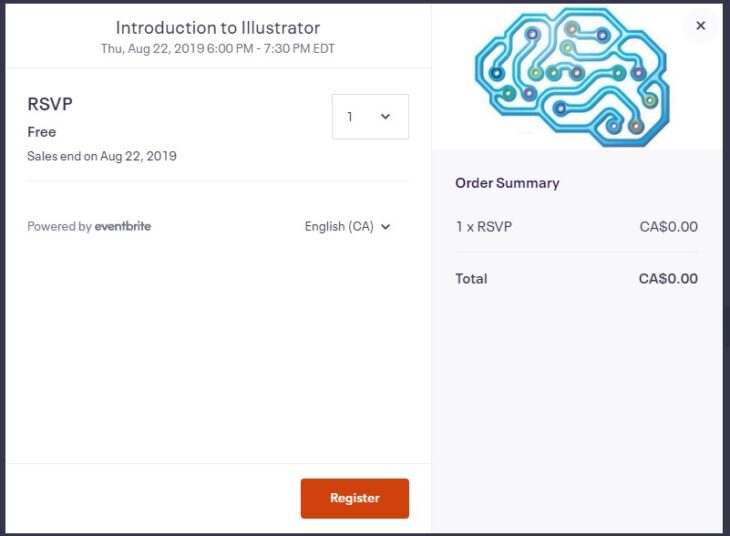 Introduction to Illustrator
Thu, Aug 22, 2019 6:00 PM - 7:30 PM EDT
RSVP
1
Free
Sales end on Aug 22, 2019
Powered by eventbrite
English (CA)
Register
Order Summary
1 x RSVP CA$0.00
Total CA$0.00